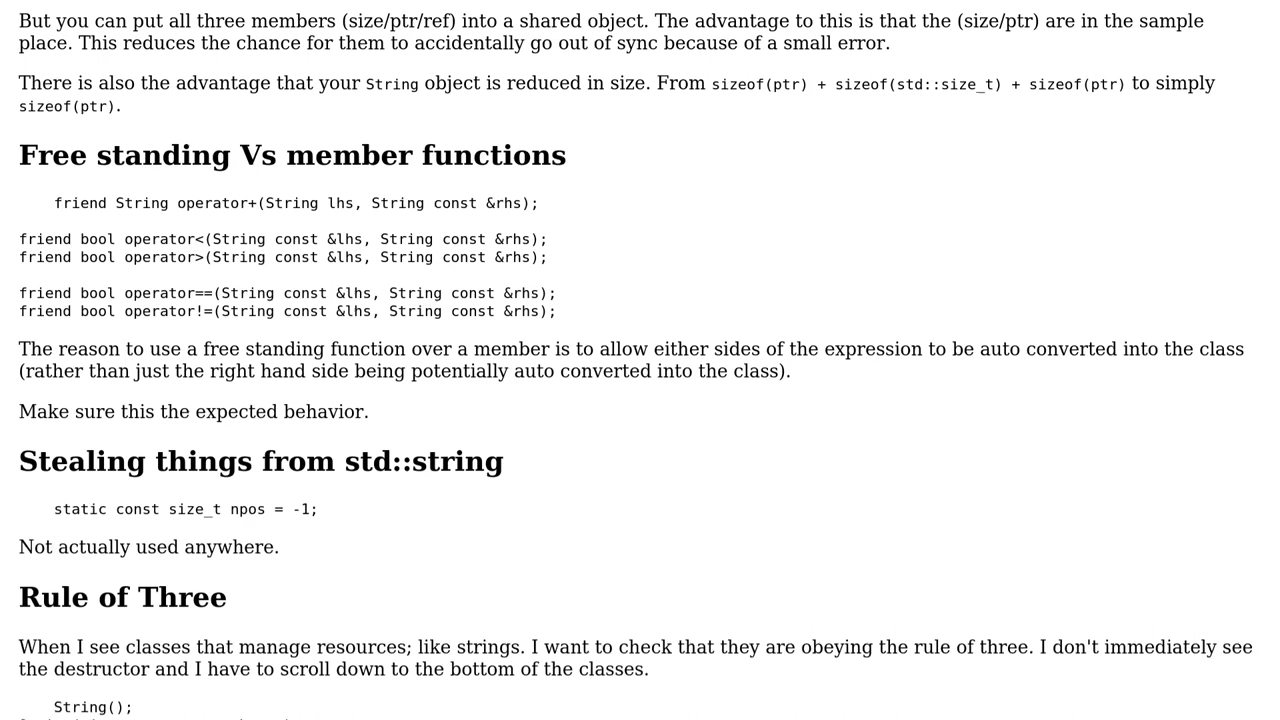 But you can put all three members (size/ptr/ref) into a shared object. The advantage to this is that the (size/ptr) are in the sample
place. This reduces the chance for them to accidentally go out of sync because of a small error.
There is also the advantage that your String object is reduced in size. From sizeof(ptr) + sizeof(std::size_t) + sizeof(ptr) to simply
sizeof(ptr).
Free standing Vs member functions
friend String operator+(String lhs, String const &rhs);
friend bool operator<(String const &lhs, String const &rhs);
friend bool operator>(String const &lhs, String const &rhs);
friend bool operator==(String const &lhs, String const &rhs);
friend bool operator!=(String const &lhs, String const &rhs);
The reason to use a free standing function over a member is to allow either sides of the expression to be auto converted into the class
(rather than just the right hand side being potentially auto converted into the class).
Make sure this the expected behavior.
Stealing things from std::string
static const size_t npos = -1;
Not actually used anywhere.
Rule of Three
When I see classes that manage resources; like strings. I want to check that they are obeying the rule of three. I don't immediately see
the destructor and I have to scroll down to the bottom of the classes.
String();